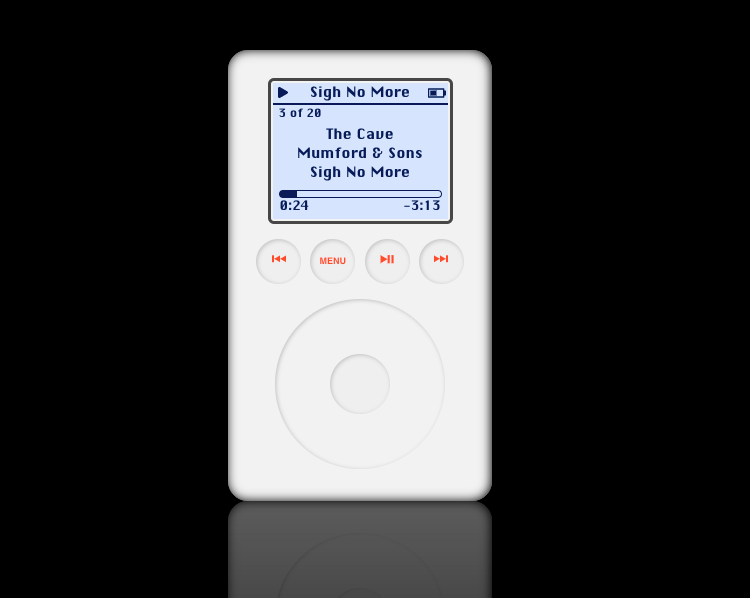 Sigh No More
3 of 20
The Cave
Mumford & Sons
Sigh No More
0:24 -3:13
MENU